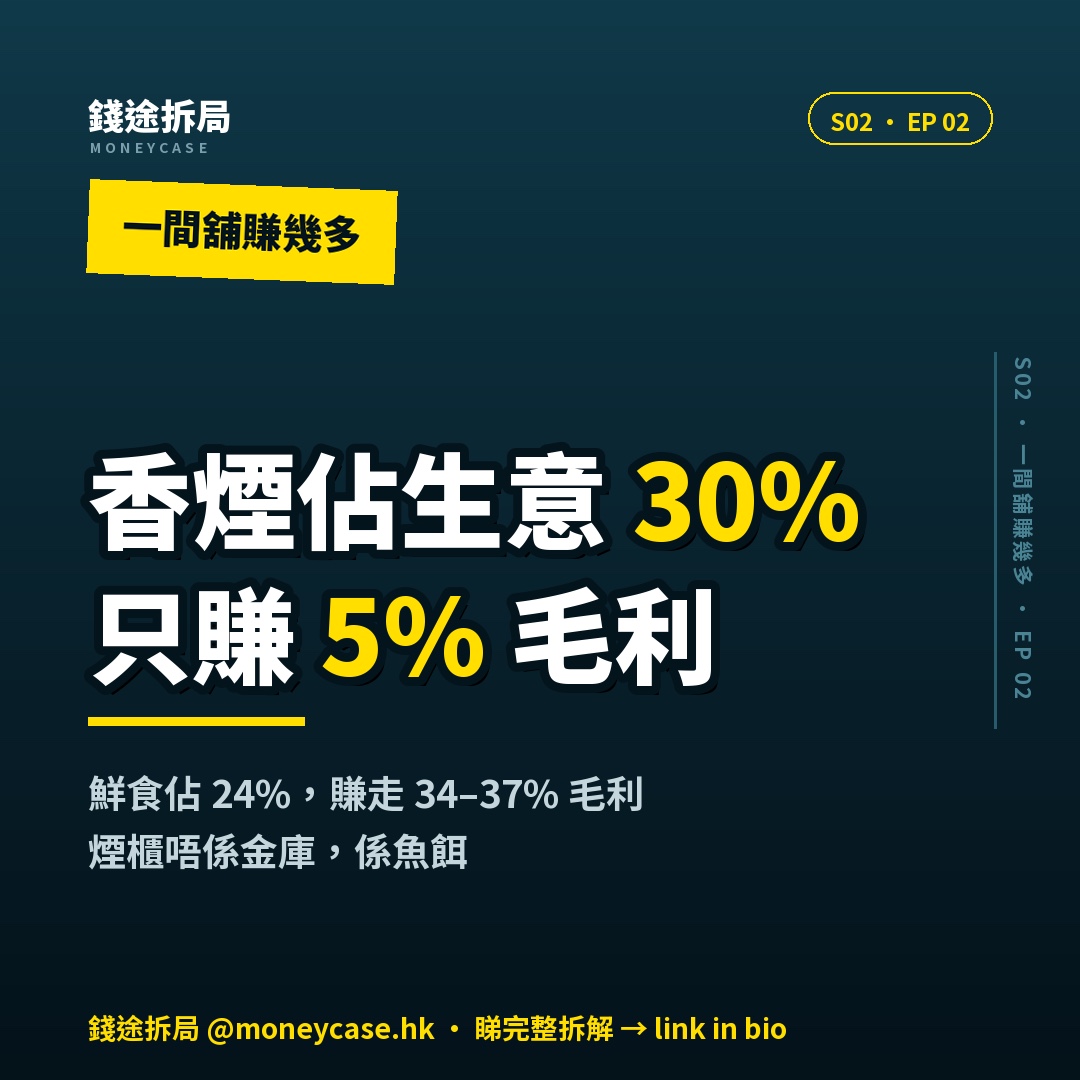 錢途拆局
MONEYCASE
S02 • EP 02
一間舖賺幾多
香煙佔生意 30%
只賺 5% 毛利
鮮食佔 24%，賺走 34–37% 毛利
煙櫃唔係金庫，係魚餌
S02 • 一間舖賺幾多 • EP 02
錢途拆局 @moneycase.hk • 睇完整拆解 → link in bio